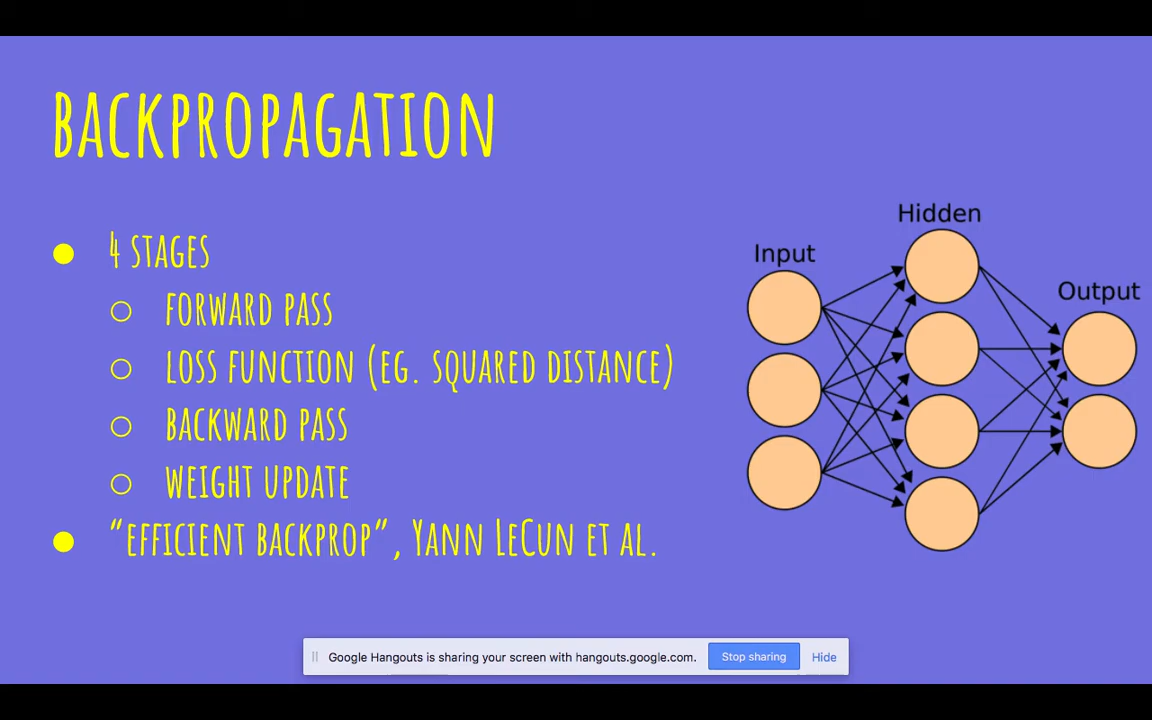 BACKPROPAGATION
4 STAGES
FORWARD PASS
LOSS FUNCTION (EG. SQUARED DISTANCE)
BACKWARD PASS
WEIGHT UPDATE
“EFFICIENT BACKPROP”, YANN LECUN ET AL.
Hidden
Input
Output
Google Hangouts is sharing your screen with hangouts.google.com. Stop sharing Hide